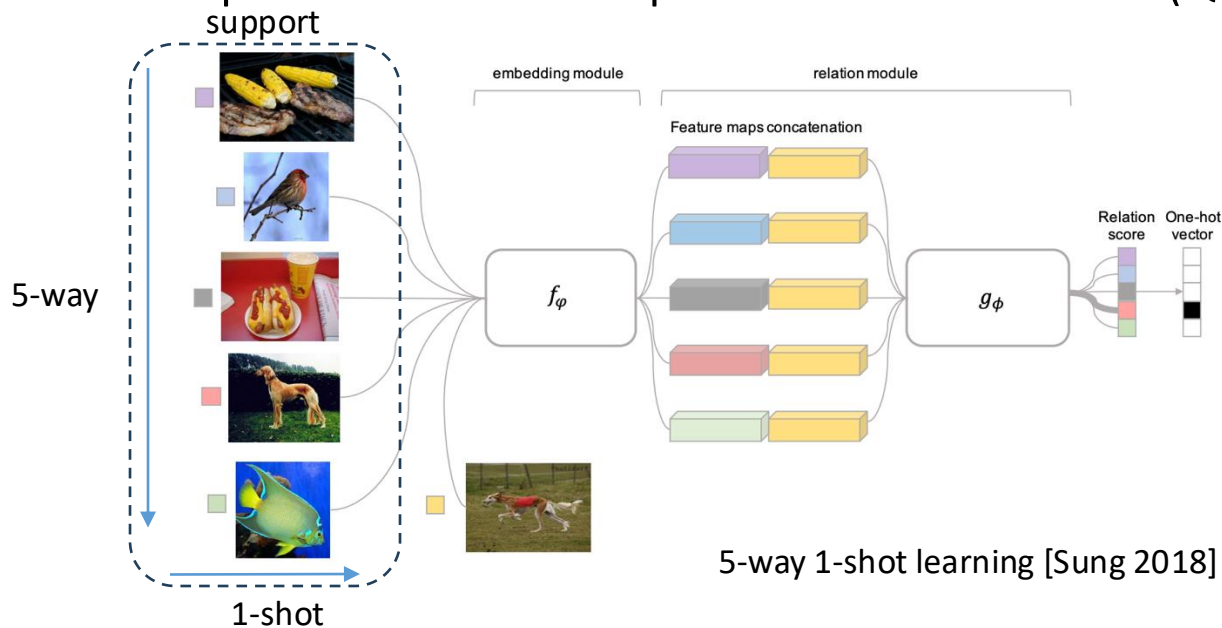 support
embedding module
relation module
Feature maps concatenation
Relation score
One-hot vector
5-way
f_φ
g_ϕ
5-way 1-shot learning [Sung 2018]
1-shot